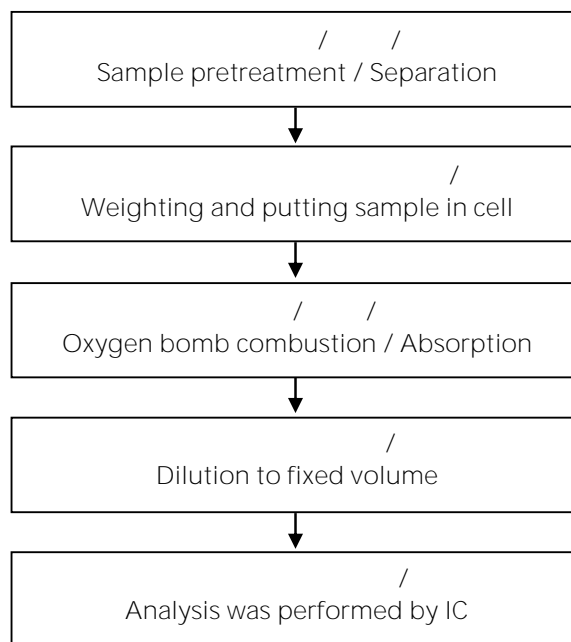 / /
Sample pretreatment / Separation
/
Weighting and putting sample in cell
/ /
Oxygen bomb combustion / Absorption
/
Dilution to fixed volume
/
Analysis was performed by IC